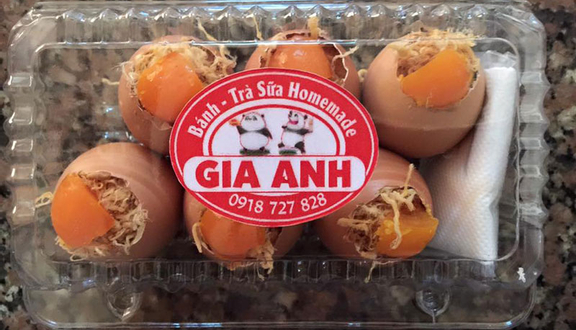 Bánh - Trà Sữa Homemade
GIA ANH
0918 727 828